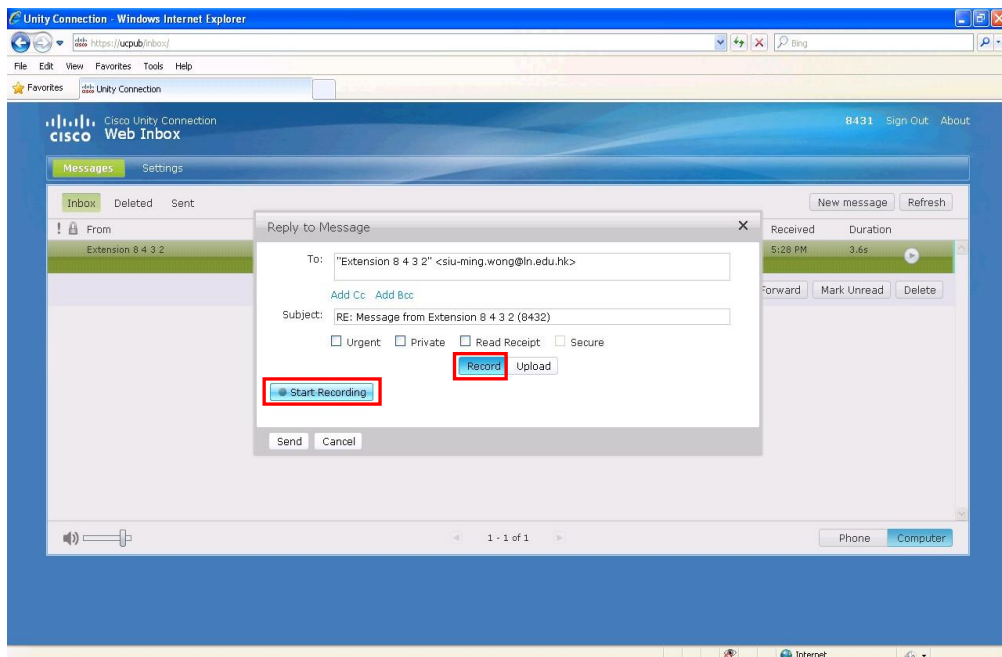 Unity Connection - Windows Internet Explorer
https://ucpub/inbox/
Bing
File Edit View Favorites Tools Help
Favorites Unity Connection
Cisco Unity Connection
cisco Web Inbox
8431 Sign Out About
Messages Settings
Inbox Deleted Sent New message Refresh
! From Received Duration
Extension 8 4 3 2 5:28 PM 3.6s
Forward Mark Unread Delete
Reply to Message X
To: "Extension 8 4 3 2" <siu-ming.wong@ln.edu.hk>
Add Cc Add Bcc
Subject: RE: Message from Extension 8 4 3 2 (8432)
Urgent Private Read Receipt Secure
Record Upload
Start Recording
Send Cancel
1 - 1 of 1
Phone Computer
Internet